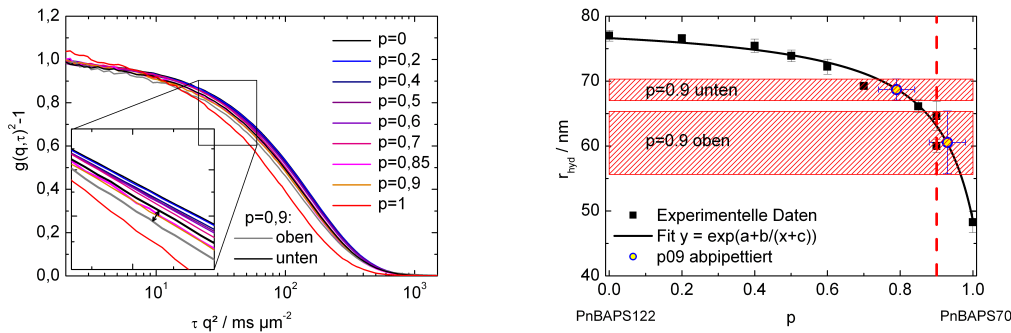 1,2
1,0
0,8
0,6
0,4
0,2
0,0
g(q,τ)²-1
10¹
10²
10³
τ q² / ms µm⁻²
p=0
p=0,2
p=0,4
p=0,5
p=0,6
p=0,7
p=0,85
p=0,9
p=1
p=0,9:
oben
unten
80
70
60
50
40
r_hyd / nm
p=0.9 unten
p=0.9 oben
Experimentelle Daten
Fit y = exp(a+b/(x+c))
p09 abpipettiert
0.0
0.2
0.4
0.6
0.8
1.0
PnBAPS122
p
PnBAPS70